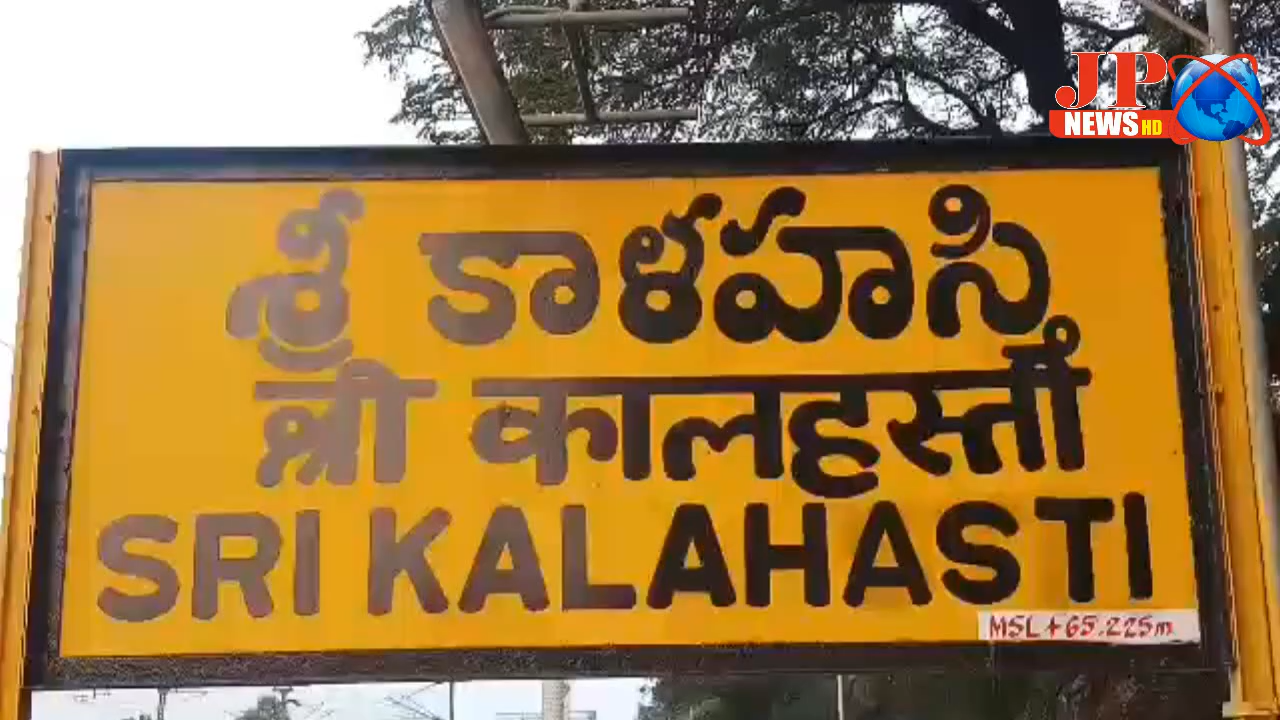 JP
NEWS HD
శ్రీ కాళహస్తి
श्री कालहस्ती
SRI KALAHASTI
MSL + 65.225m